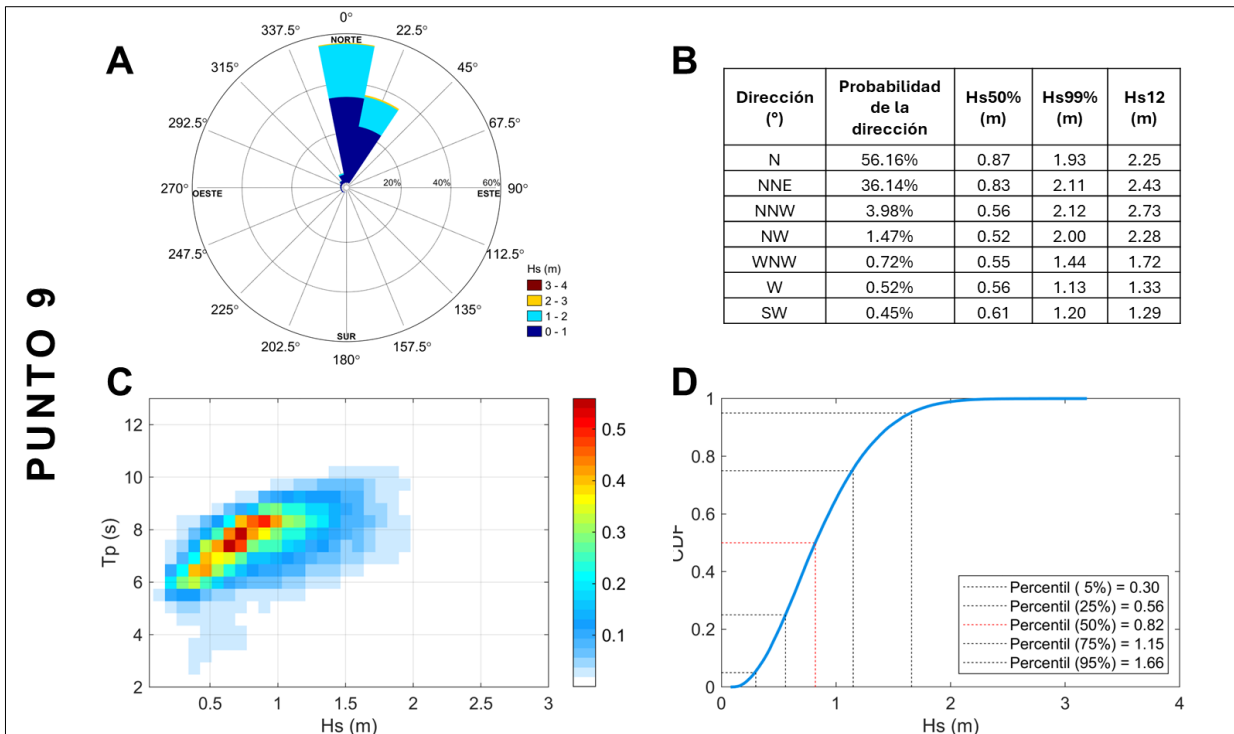 PUNTO 9
A
0°
22.5°
45°
67.5°
90°
112.5°
135°
157.5°
180°
202.5°
225°
247.5°
270°
292.5°
315°
337.5°
NORTE
ESTE
SUR
OESTE
20%
40%
60%
Hs (m)
3 - 4
2 - 3
1 - 2
0 - 1
B
Dirección (°) Probabilidad de la dirección Hs50% (m) Hs99% (m) Hs12 (m)
N 56.16% 0.87 1.93 2.25
NNE 36.14% 0.83 2.11 2.43
NNW 3.98% 0.56 2.12 2.73
NW 1.47% 0.52 2.00 2.28
WNW 0.72% 0.55 1.44 1.72
W 0.52% 0.56 1.13 1.33
SW 0.45% 0.61 1.20 1.29
C
Tp (s)
12
10
8
6
4
2
0.5 1 1.5 2 2.5 3
Hs (m)
0.5
0.4
0.3
0.2
0.1
D
CDF
1
0.8
0.6
0.4
0.2
0
0 1 2 3 4
Hs (m)
Percentil ( 5%) = 0.30
Percentil (25%) = 0.56
Percentil (50%) = 0.82
Percentil (75%) = 1.15
Percentil (95%) = 1.66